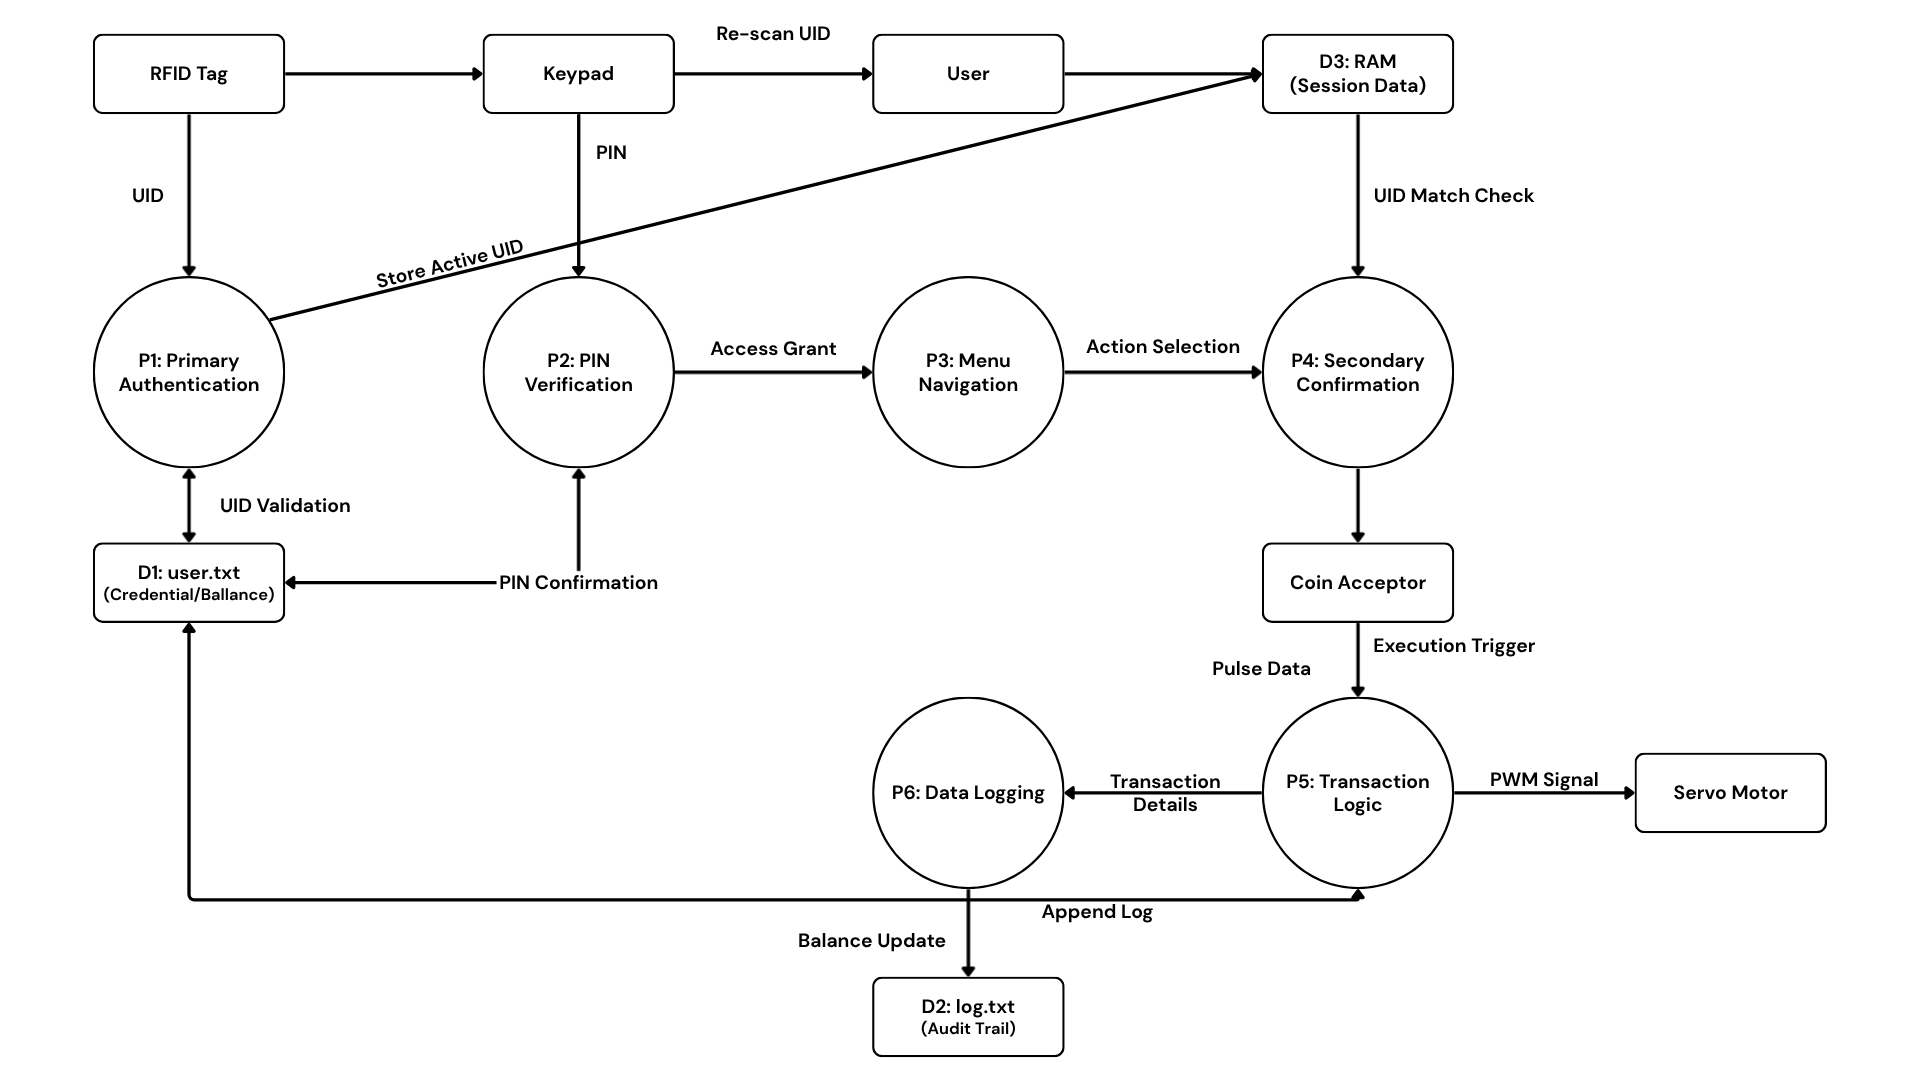 Re-scan UID
RFID Tag
Keypad
User
D3: RAM
(Session Data)
PIN
UID
UID Match Check
Store Active UID
P1: Primary
Authentication
P2: PIN
Verification
Access Grant
P3: Menu
Navigation
Action Selection
P4: Secondary
Confirmation
UID Validation
D1: user.txt
(Credential/Ballance)
PIN Confirmation
Coin Acceptor
Execution Trigger
Pulse Data
P6: Data Logging
Transaction
Details
P5: Transaction
Logic
PWM Signal
Servo Motor
Append Log
Balance Update
D2: log.txt
(Audit Trail)